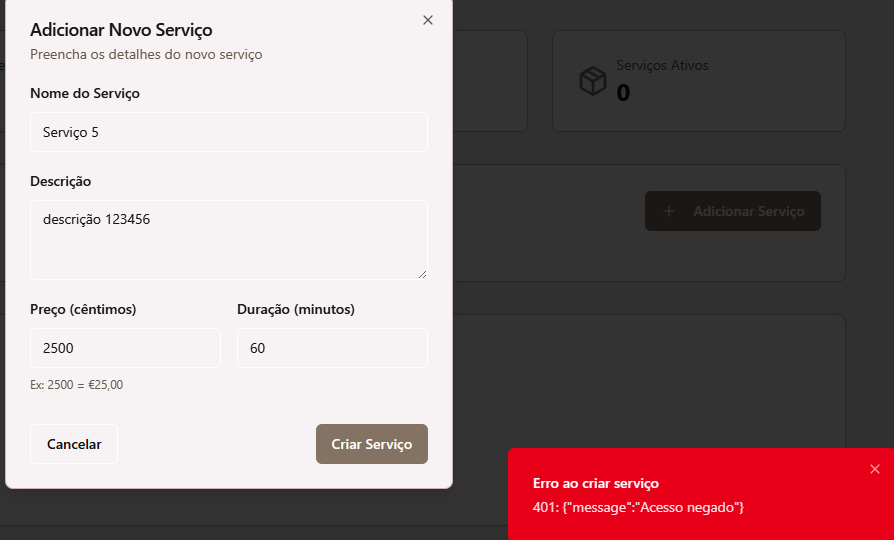 Adicionar Novo Serviço
Preencha os detalhes do novo serviço
Nome do Serviço
Serviço 5
Descrição
descrição 123456
Preço (cêntimos)
Duração (minutos)
2500
60
Ex: 2500 = €25,00
Cancelar
Criar Serviço
Serviços Ativos
0
Adicionar Serviço
Erro ao criar serviço
401: {"message":"Acesso negado"}